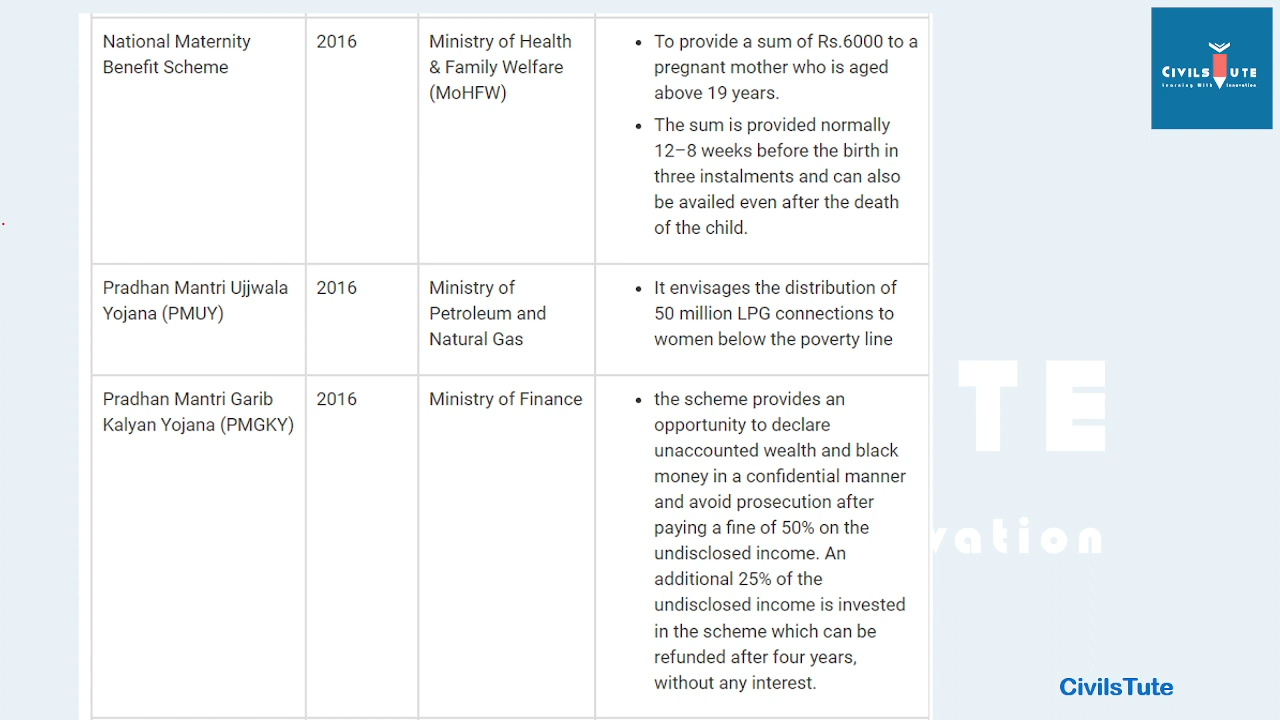 National Maternity
Benefit Scheme
2016
Ministry of Health
& Family Welfare
(MoHFW)
• To provide a sum of Rs.6000 to a
pregnant mother who is aged
above 19 years.
• The sum is provided normally
12–8 weeks before the birth in
three instalments and can also
be availed even after the death
of the child.
Pradhan Mantri Ujjwala
Yojana (PMUY)
2016
Ministry of
Petroleum and
Natural Gas
• It envisages the distribution of
50 million LPG connections to
women below the poverty line
Pradhan Mantri Garib
Kalyan Yojana (PMGKY)
2016
Ministry of Finance
• the scheme provides an
opportunity to declare
unaccounted wealth and black
money in a confidential manner
and avoid prosecution after
paying a fine of 50% on the
undisclosed income. An
additional 25% of the
undisclosed income is invested
in the scheme which can be
refunded after four years,
without any interest.
CIVILSTUTE
Learning With Innovation
TE
vation
CivilsTute